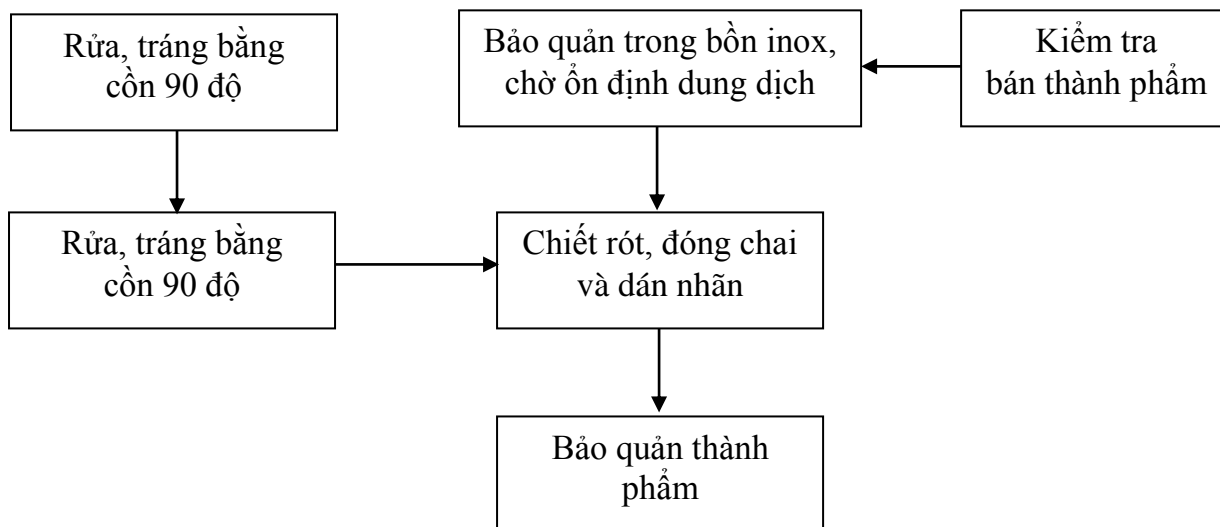 Rửa, tráng bằng
cồn 90 độ
Bảo quản trong bồn inox,
chờ ổn định dung dịch
Kiểm tra
bán thành phẩm
Rửa, tráng bằng
cồn 90 độ
Chiết rót, đóng chai
và dán nhãn
Bảo quản thành
phẩm